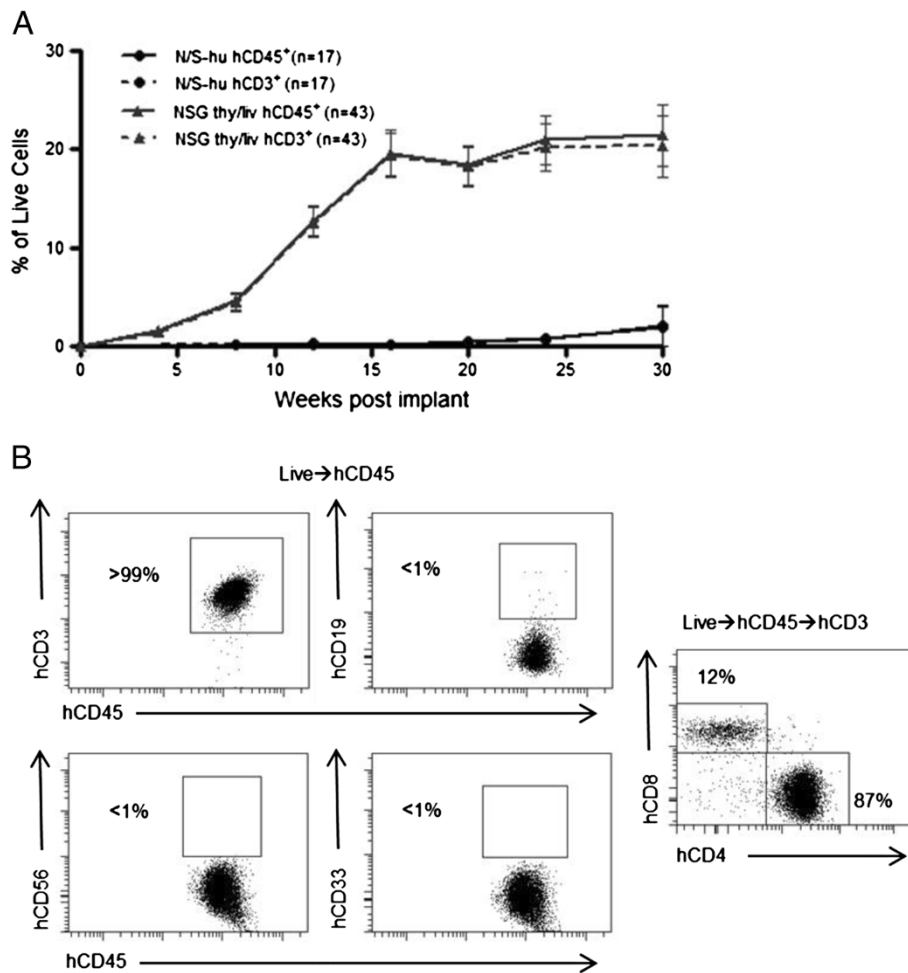 A
30
20
10
0
% of Live Cells
N/S-hu hCD45+ (n=17)
N/S-hu hCD3+ (n=17)
NSG thy/liv hCD45+ (n=43)
NSG thy/liv hCD3+ (n=43)
0 5 10 15 20 25 30
Weeks post implant
B
Live→hCD45
hCD3
>99%
hCD19
<1%
hCD45
Live→hCD45→hCD3
12%
hCD8
87%
hCD4
hCD56
<1%
hCD33
<1%
hCD45